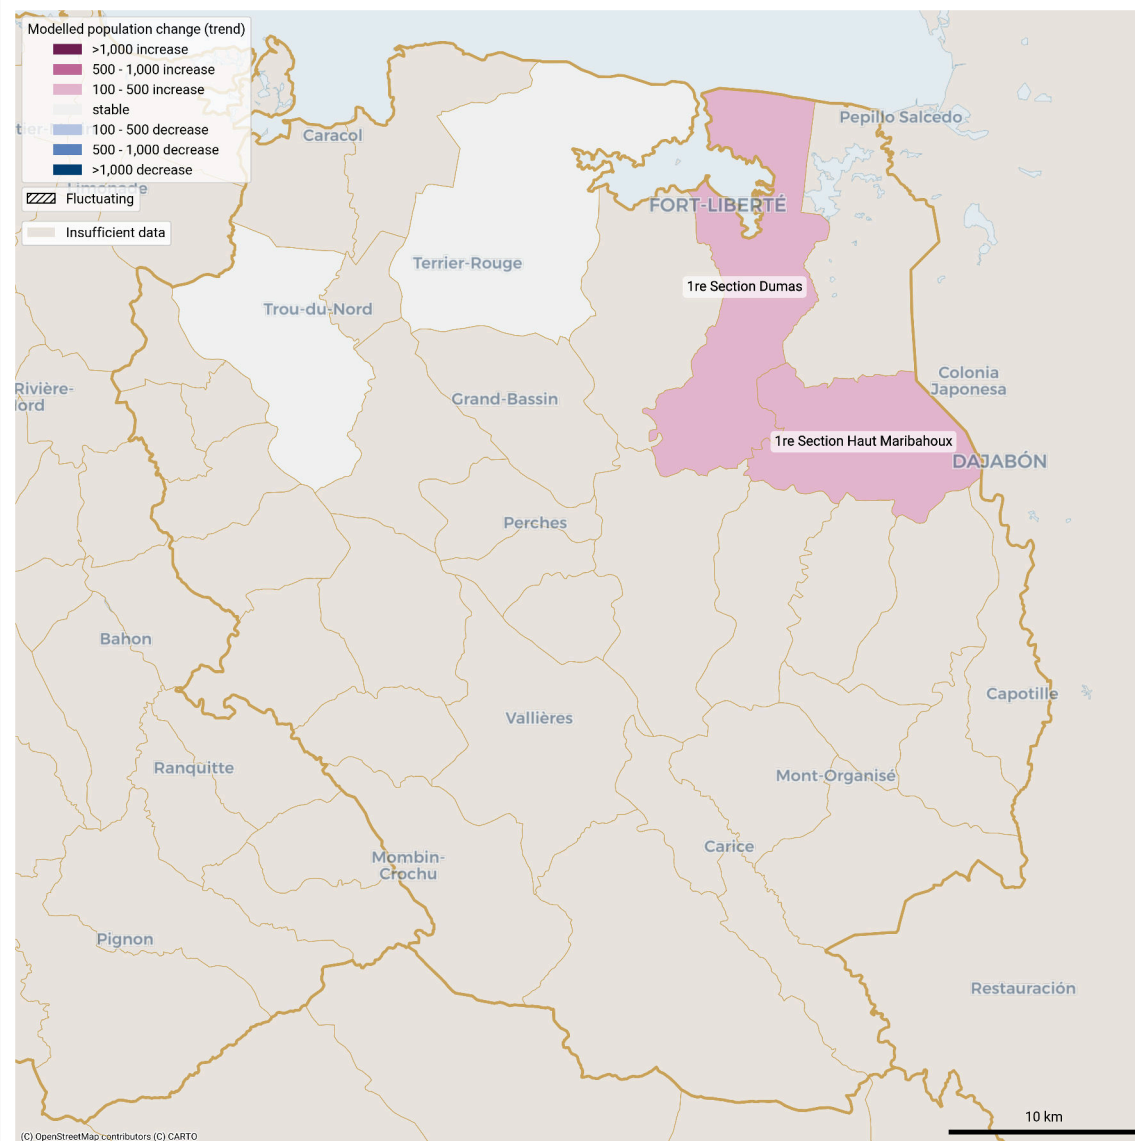 Modelled population change (trend)
>1,000 increase
500 - 1,000 increase
100 - 500 increase
stable
100 - 500 decrease
500 - 1,000 decrease
>1,000 decrease
Fluctuating
Insufficient data
Limonade
Caracol
Pepillo Salcedo
FORT-LIBERTÉ
Terrier-Rouge
1re Section Dumas
Trou-du-Nord
Colonia
Japonesa
Rivière-
Nord
Grand-Bassin
1re Section Haut Maribahoux
DAJABÓN
Perches
Bahon
Capotille
Vallières
Ranquitte
Mont-Organisé
Carice
Mombin-
Crochu
Pignon
Restauración
10 km
(C) OpenStreetMap contributors (C) CARTO